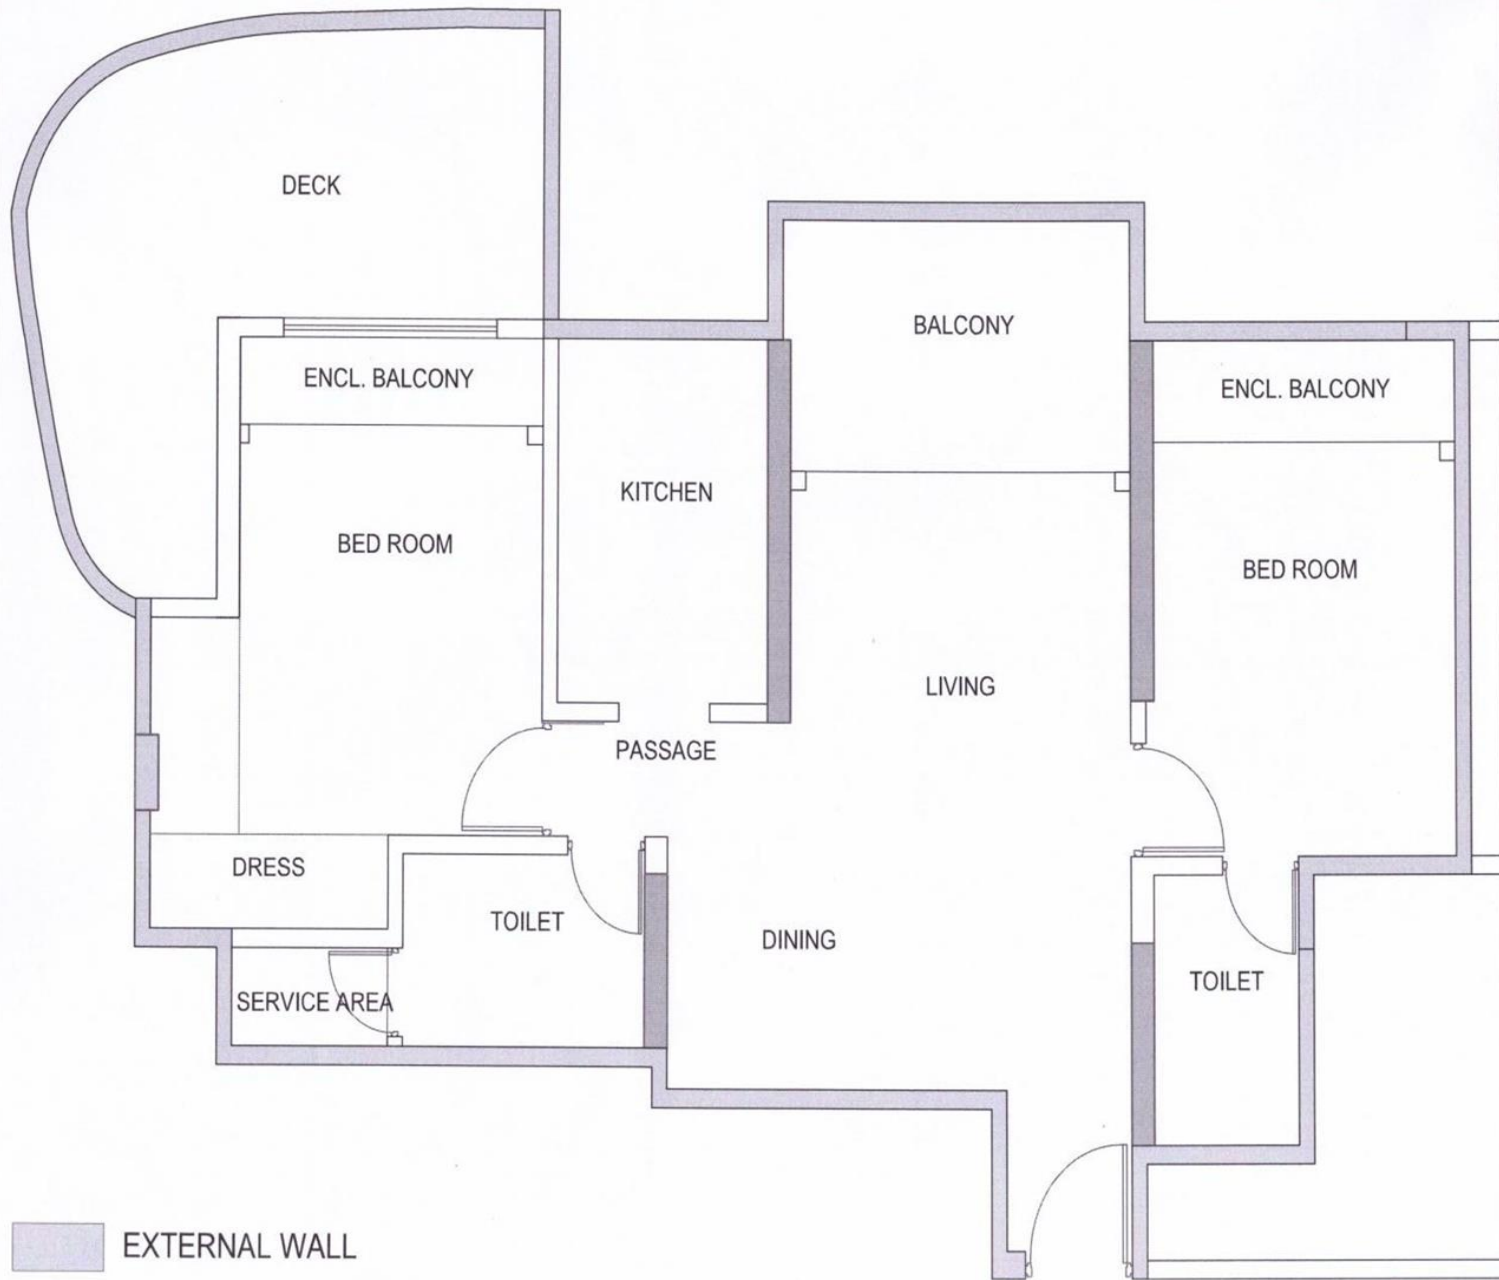 DECK
BALCONY
ENCL. BALCONY
ENCL. BALCONY
KITCHEN
BED ROOM
BED ROOM
LIVING
PASSAGE
DRESS
TOILET
DINING
TOILET
SERVICE AREA
EXTERNAL WALL